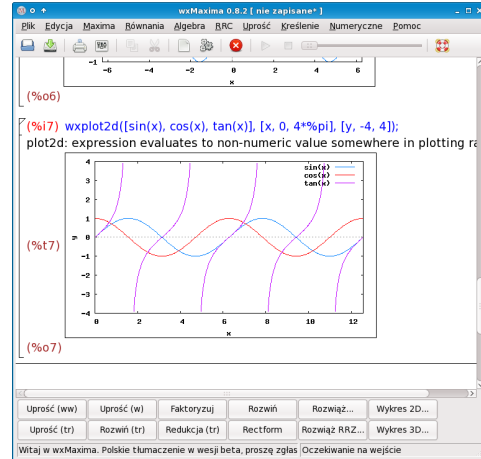 wxMaxima 0.8.2 [ nie zapisane* ]
Plik Edycja Maxima Równania Algebra RRC Uprość Kreślenie Numeryczne Pomoc
-1
-6 -4 -2 0 2 4 6
x
(%o6)
(%i7) wxplot2d([sin(x), cos(x), tan(x)], [x, 0, 4*%pi], [y, -4, 4]);
plot2d: expression evaluates to non-numeric value somewhere in plotting ra
4
sin(x)
cos(x)
tan(x)
3
2
1
y
0
(%t7)
-1
-2
-3
-4
0 2 4 6 8 10 12
x
(%o7)
Uprość (ww) Uprość (w) Faktoryzuj Rozwiń Rozwiąż... Wykres 2D...
Uprość (tr) Rozwiń (tr) Redukcja (tr) Rectform Rozwiąż RRZ... Wykres 3D...
Witaj w wxMaxima. Polskie tłumaczenie w wesji beta, proszę zgłas Oczekiwanie na wejście